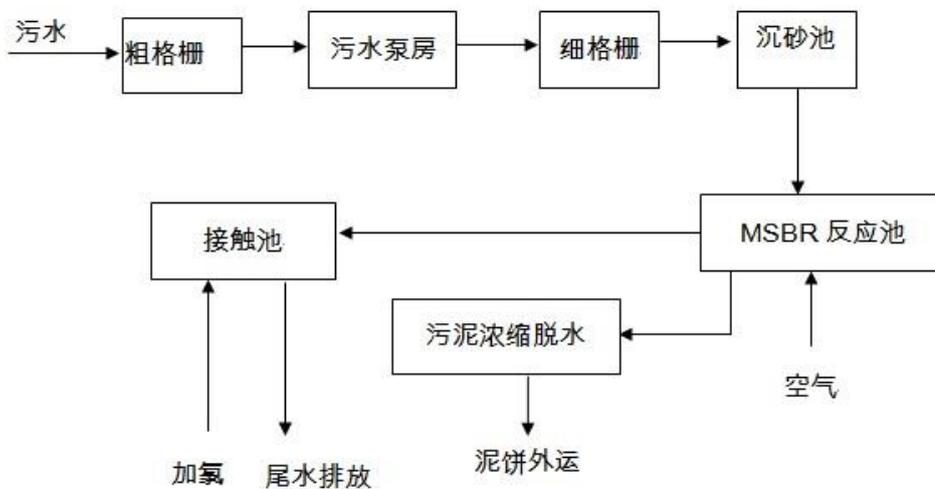 污水
粗格栅
污水泵房
细格栅
沉砂池
接触池
MSBR 反应池
污泥浓缩脱水
空气
加氯
尾水排放
泥饼外运